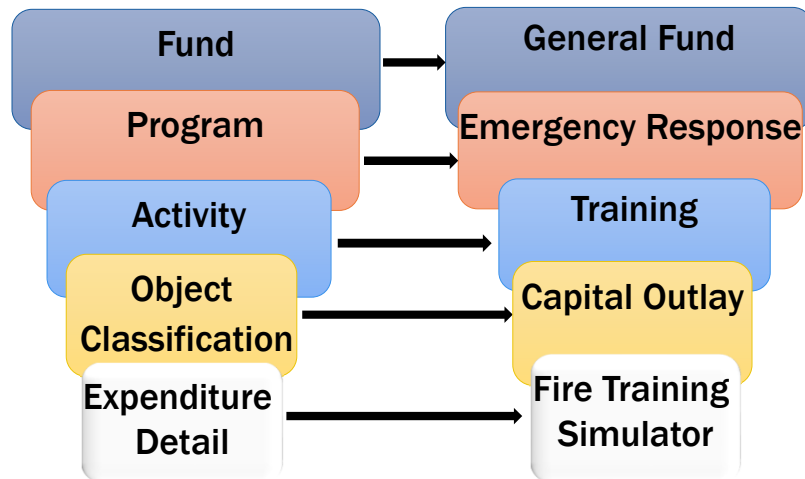 Fund
General Fund
Program
Emergency Response
Activity
Training
Object
Classification
Capital Outlay
Expenditure
Detail
Fire Training
Simulator